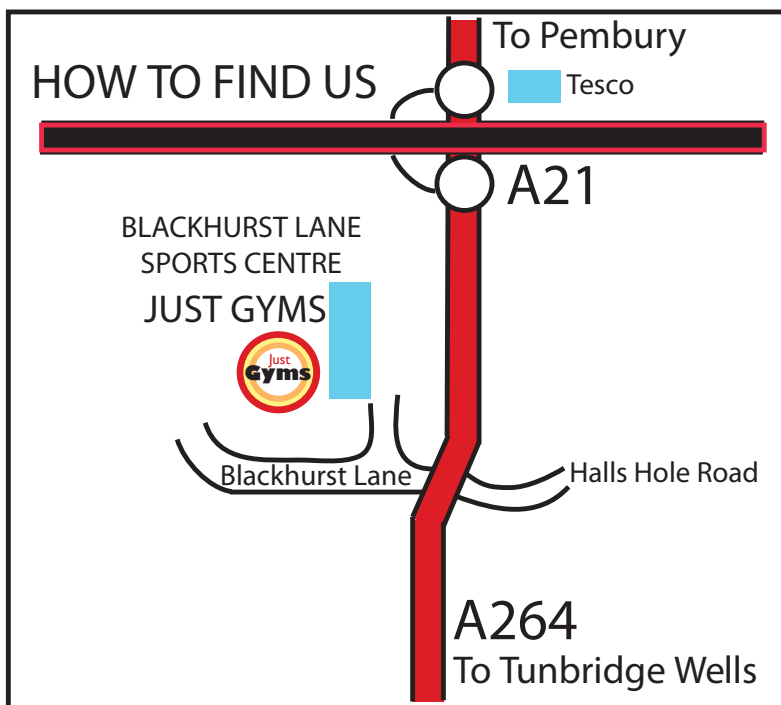 To Pembury
HOW TO FIND US
Tesco
A21
BLACKHURST LANE
SPORTS CENTRE
JUST GYMS
Just
Gyms
Blackhurst Lane
Halls Hole Road
A264
To Tunbridge Wells